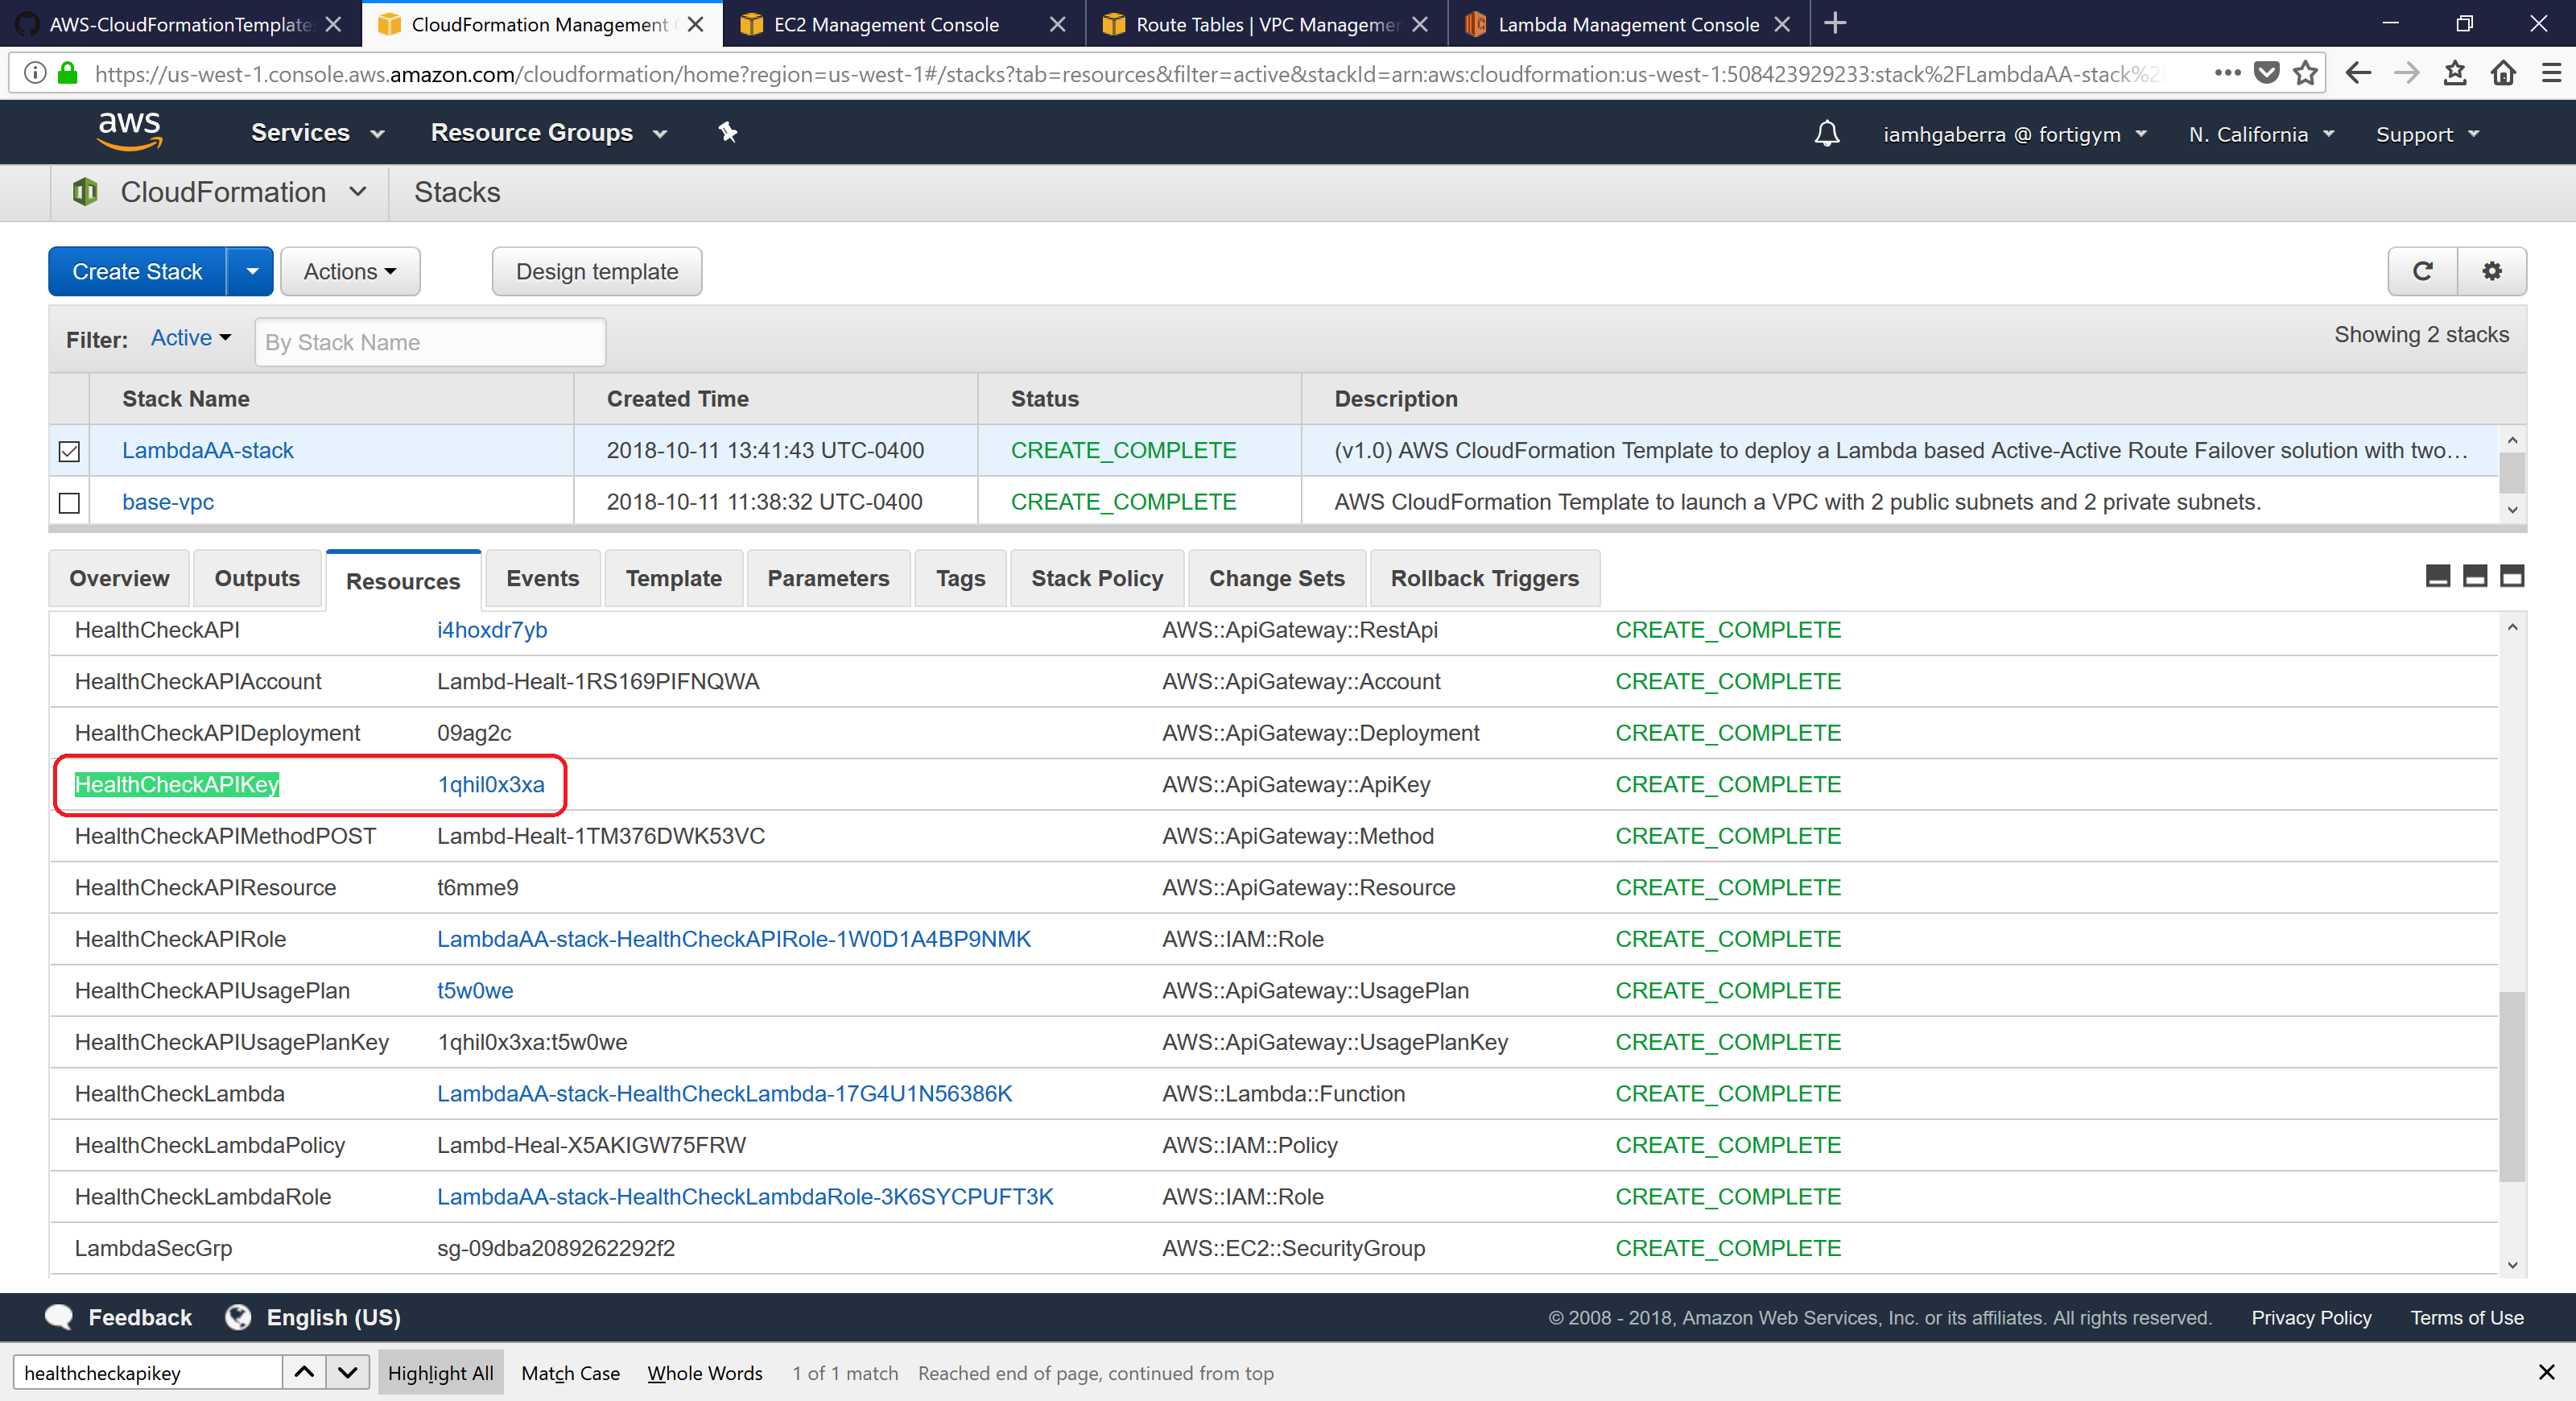 AWS-CloudFormationTemplate
CloudFormation Management
EC2 Management Console
Route Tables | VPC Manageme
Lambda Management Console
https://us-west-1.console.aws.amazon.com/cloudformation/home?region=us-west-1#/stacks?tab=resources&filter=active&stackId=arn:aws:cloudformation:us-west-1:508423929233:stack%2FLambdaAA-stack%2
aws Services Resource Groups iamhgaberra @ fortigym N. California Support
CloudFormation Stacks
Create Stack Actions Design template
Filter: Active By Stack Name Showing 2 stacks
Stack Name Created Time Status Description
LambdaAA-stack 2018-10-11 13:41:43 UTC-0400 CREATE_COMPLETE (v1.0) AWS CloudFormation Template to deploy a Lambda based Active-Active Route Failover solution with two…
base-vpc 2018-10-11 11:38:32 UTC-0400 CREATE_COMPLETE AWS CloudFormation Template to launch a VPC with 2 public subnets and 2 private subnets.
Overview Outputs Resources Events Template Parameters Tags Stack Policy Change Sets Rollback Triggers
HealthCheckAPI i4hoxdr7yb AWS::ApiGateway::RestApi CREATE_COMPLETE
HealthCheckAPIAccount Lambd-Healt-1RS169PIFNQWA AWS::ApiGateway::Account CREATE_COMPLETE
HealthCheckAPIDeployment 09ag2c AWS::ApiGateway::Deployment CREATE_COMPLETE
HealthCheckAPIKey 1qhil0x3xa AWS::ApiGateway::ApiKey CREATE_COMPLETE
HealthCheckAPIMethodPOST Lambd-Healt-1TM376DWK53VC AWS::ApiGateway::Method CREATE_COMPLETE
HealthCheckAPIResource t6mme9 AWS::ApiGateway::Resource CREATE_COMPLETE
HealthCheckAPIRole LambdaAA-stack-HealthCheckAPIRole-1W0D1A4BP9NMK AWS::IAM::Role CREATE_COMPLETE
HealthCheckAPIUsagePlan t5w0we AWS::ApiGateway::UsagePlan CREATE_COMPLETE
HealthCheckAPIUsagePlanKey 1qhil0x3xa:t5w0we AWS::ApiGateway::UsagePlanKey CREATE_COMPLETE
HealthCheckLambda LambdaAA-stack-HealthCheckLambda-17G4U1N56386K AWS::Lambda::Function CREATE_COMPLETE
HealthCheckLambdaPolicy Lambd-Heal-X5AKIGW75FRW AWS::IAM::Policy CREATE_COMPLETE
HealthCheckLambdaRole LambdaAA-stack-HealthCheckLambdaRole-3K6SYCPUFT3K AWS::IAM::Role CREATE_COMPLETE
LambdaSecGrp sg-09dba2089262292f2 AWS::EC2::SecurityGroup CREATE_COMPLETE
Feedback English (US) © 2008 - 2018, Amazon Web Services, Inc. or its affiliates. All rights reserved. Privacy Policy Terms of Use
healthcheckapikey Highlight All Match Case Whole Words 1 of 1 match Reached end of page, continued from top